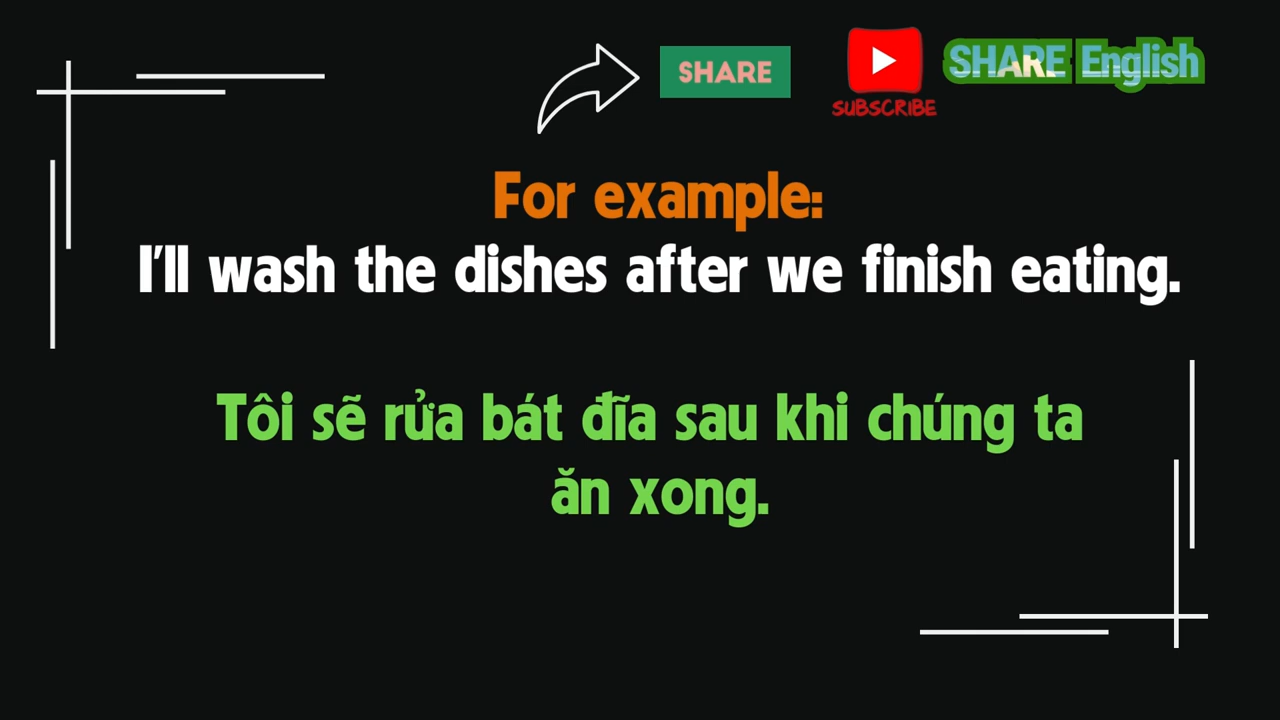 SHARE
SUBSCRIBE
SHARE English
For example:
I'll wash the dishes after we finish eating.
Tôi sẽ rửa bát đĩa sau khi chúng ta
ăn xong.